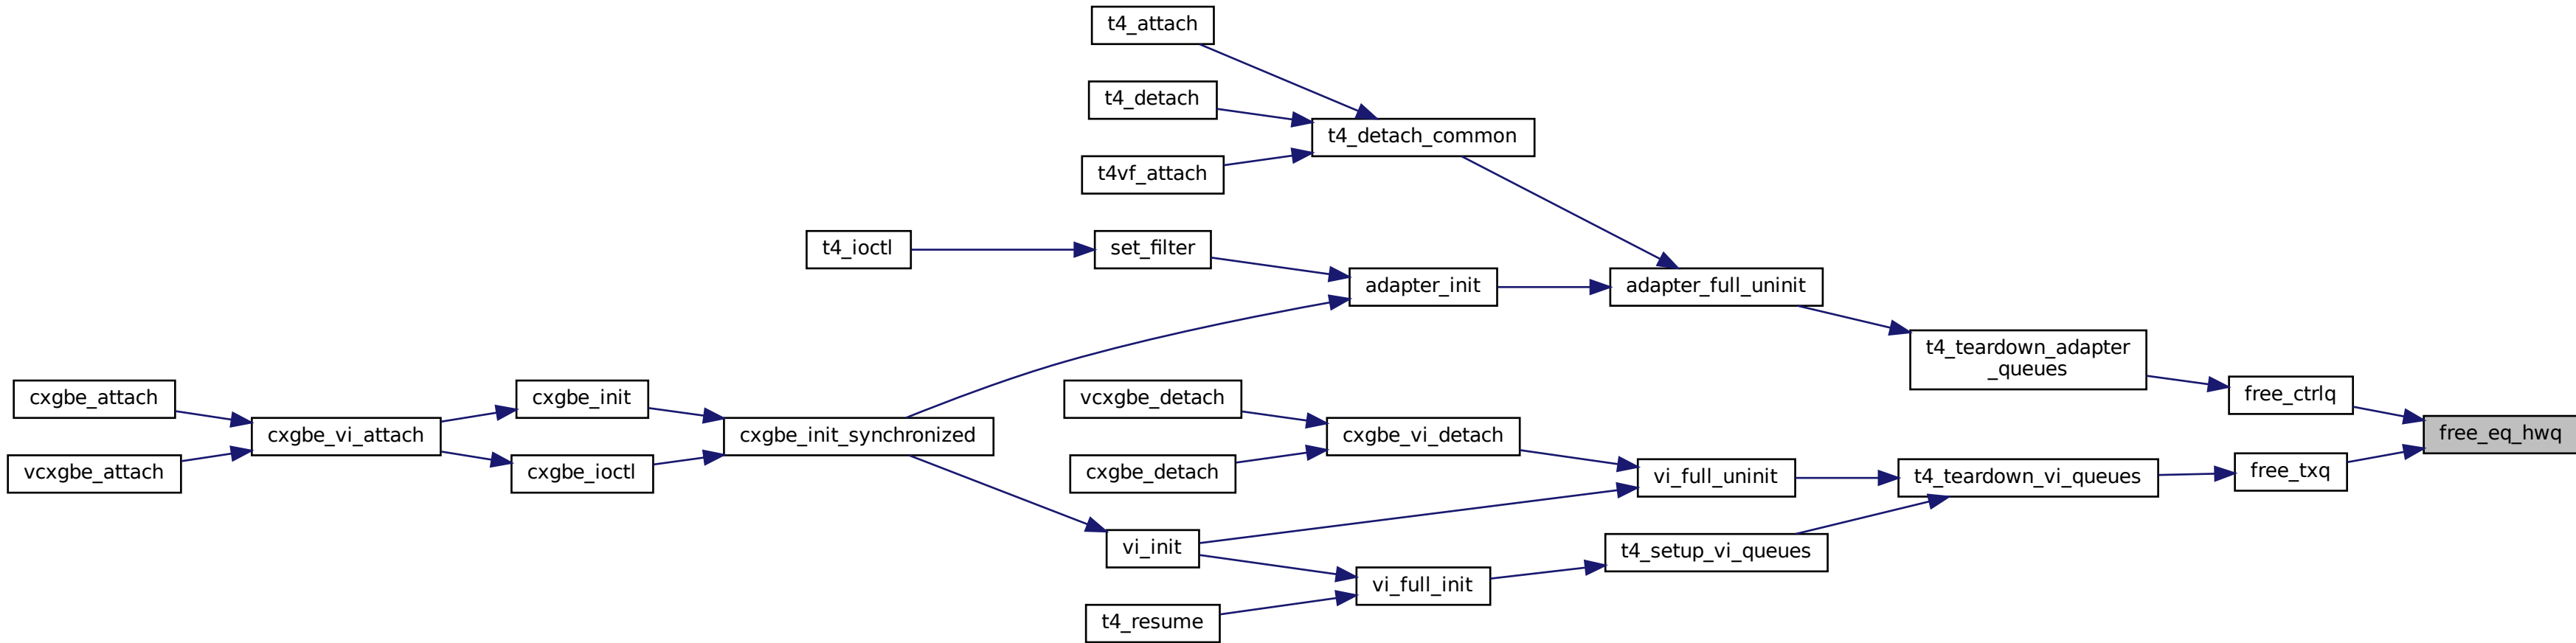 t4_attach
t4_detach
t4_detach_common
t4vf_attach
t4_ioctl
set_filter
adapter_init
adapter_full_uninit
t4_teardown_adapter
_queues
cxgbe_attach
cxgbe_init
vcxgbe_detach
free_ctrlq
cxgbe_vi_attach
cxgbe_init_synchronized
cxgbe_vi_detach
free_eq_hwq
vcxgbe_attach
cxgbe_ioctl
cxgbe_detach
vi_full_uninit
t4_teardown_vi_queues
free_txq
vi_init
t4_setup_vi_queues
vi_full_init
t4_resume